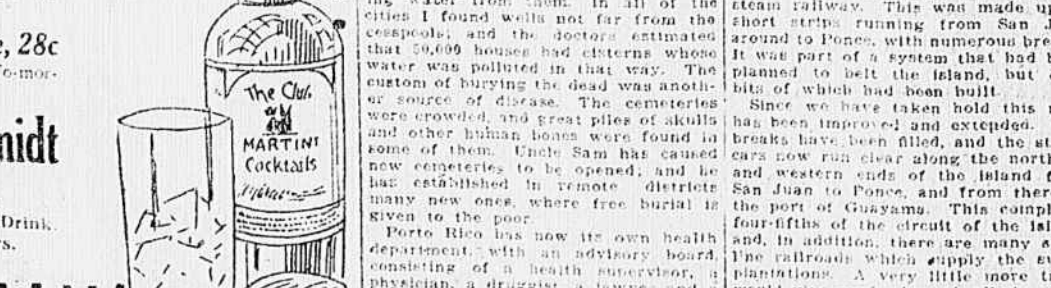 , 28c
o-mor-
midt
Drink
rs.
The Club
MARTINI
Cocktails
ing water from them. In all of the
cities I found wells not far from the
cesspools; and the doctors estimated
that 50,000 houses had cisterns whose
water was polluted in that way. The
custom of burying the dead was anoth-
er source of disease. The cemeteries
were crowded, and great piles of skulls
and other human bones were found in
some of them. Uncle Sam has caused
new cemeteries to be opened; and he
has established in remote districts
many new ones, where free burial is
given to the poor.
Porto Rico has now its own health
department, with an advisory board,
consisting of a health supervisor, a
physician, a druggist, a lawyer and a
steam railway. This was made up
short strips running from San J
around to Ponce, with numerous bre
It was part of a system that had b
planned to belt the island, but
bits of which had been built.
Since we have taken hold this
has been improved and extended.
breaks have been filled, and the st
cars now run clear along the north
and western ends of the island f
San Juan to Ponce, and from ther
the port of Guayama. This compl
four-fifths of the circuit of the isl
and, in addition, there are many s
railroads which supply the su
plantations. A very little more t